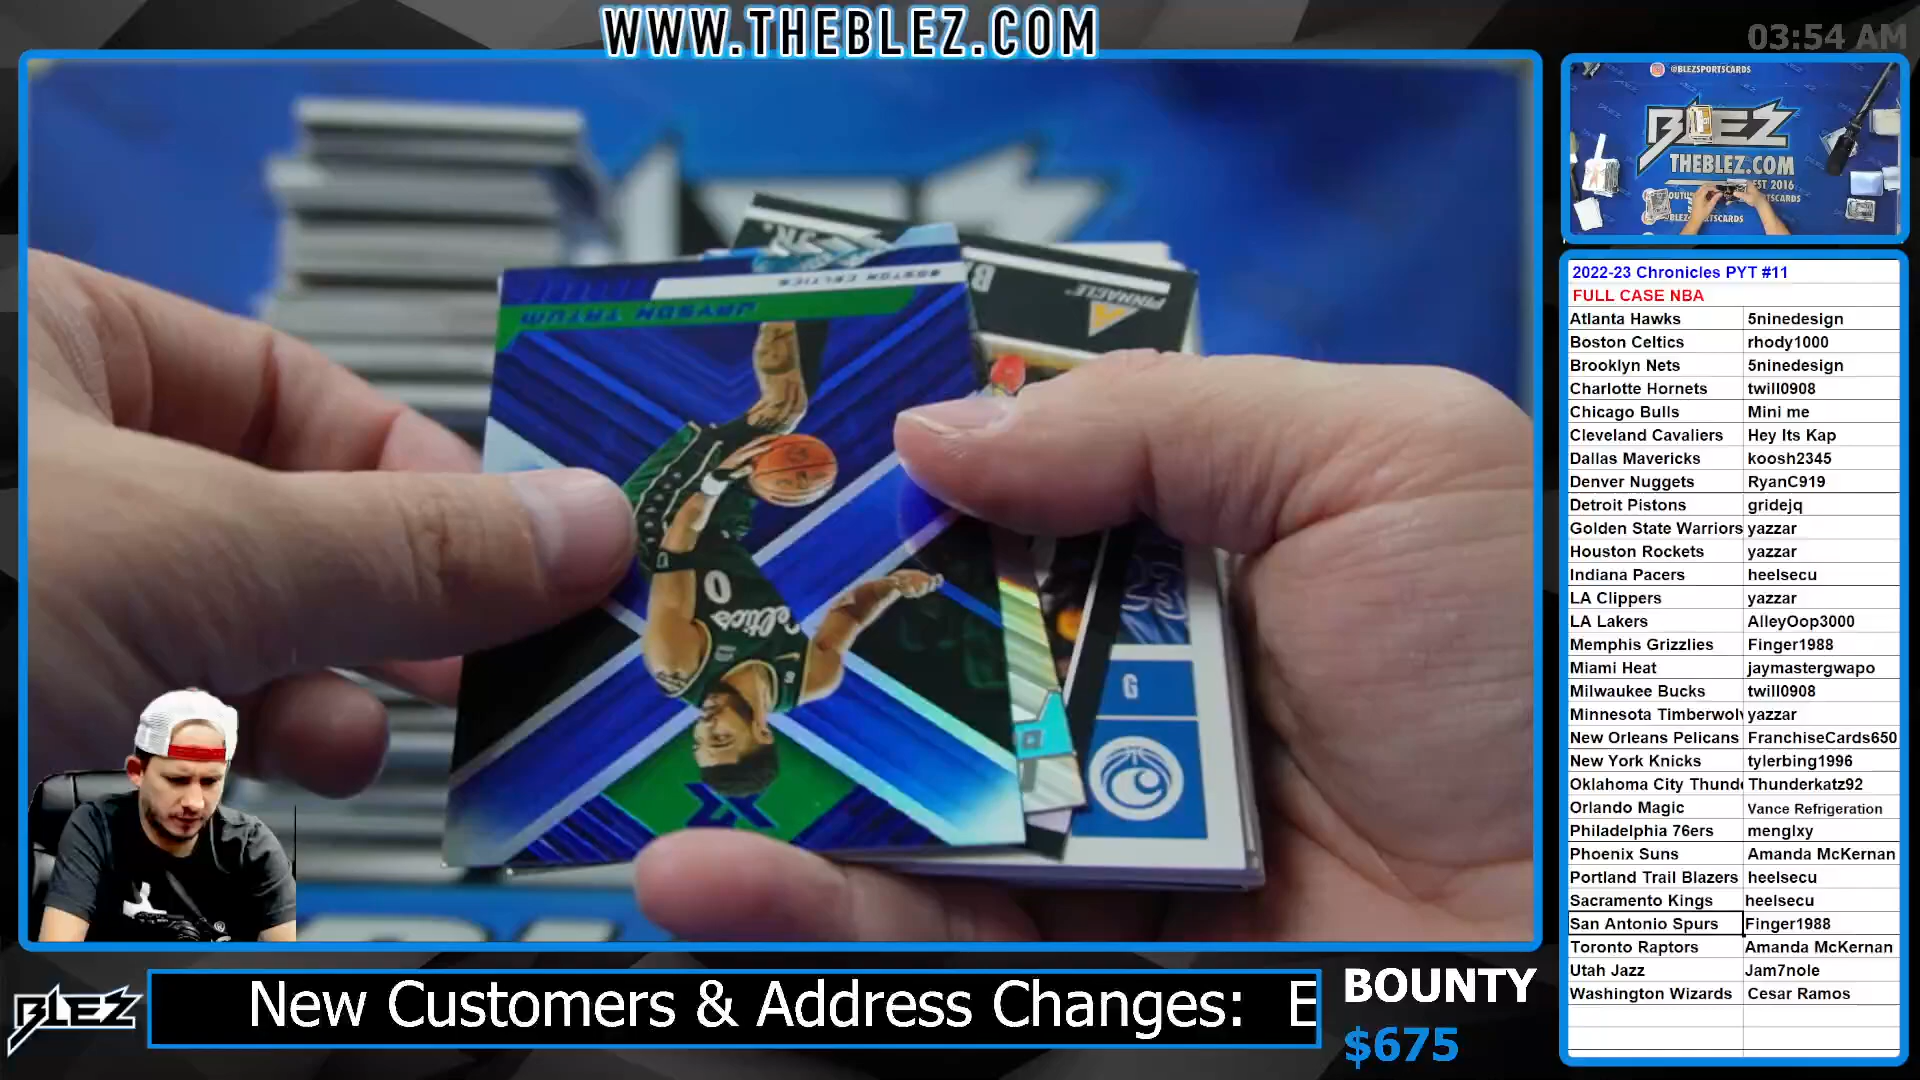 WWW.THEBLEZ.COM
03:54 AM
@BLEZSPORTSCARDS
BLEZ
THEBLEZ.COM
EST 2016
BOSTON CELTICS
JAYSON TATUM
JR.
PINNACLE
0
Celtics
G
2022-23 Chronicles PYT #11
FULL CASE NBA
Atlanta Hawks 5ninedesign
Boston Celtics rhody1000
Brooklyn Nets 5ninedesign
Charlotte Hornets twill0908
Chicago Bulls Mini me
Cleveland Cavaliers Hey Its Kap
Dallas Mavericks koosh2345
Denver Nuggets RyanC919
Detroit Pistons gridejq
Golden State Warriors yazzar
Houston Rockets yazzar
Indiana Pacers heelsecu
LA Clippers yazzar
LA Lakers AlleyOop3000
Memphis Grizzlies Finger1988
Miami Heat jaymastergwapo
Milwaukee Bucks twill0908
Minnesota Timberwolv yazzar
New Orleans Pelicans FranchiseCards650
New York Knicks tylerbing1996
Oklahoma City Thunde Thunderkatz92
Orlando Magic Vance Refrigeration
Philadelphia 76ers menglxy
Phoenix Suns Amanda McKernan
Portland Trail Blazers heelsecu
Sacramento Kings heelsecu
San Antonio Spurs Finger1988
Toronto Raptors Amanda McKernan
Utah Jazz Jam7nole
Washington Wizards Cesar Ramos
BLEZ
New Customers & Address Changes: E
BOUNTY
$675